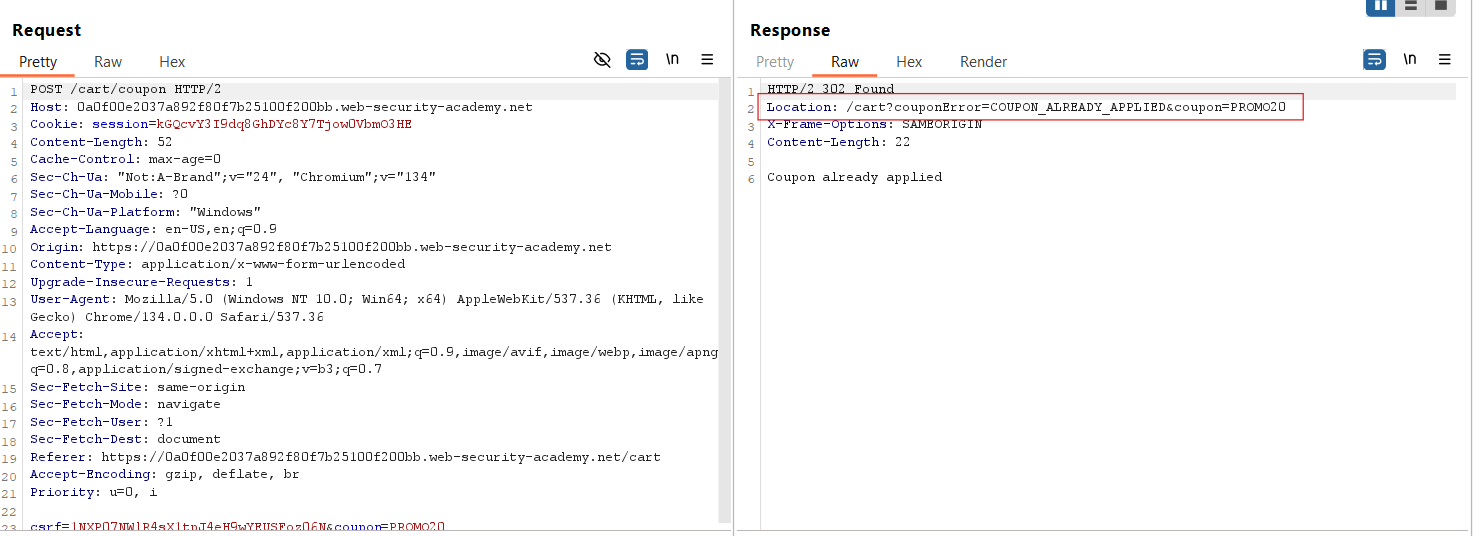 Request
Pretty Raw Hex \n
1 POST /cart/coupon HTTP/2
2 Host: 0a0f00e2037a892f80f7b25100f200bb.web-security-academy.net
3 Cookie: session=kGQcvY3I9dq8GhDYc8Y7Tjow0VbmO3HE
4 Content-Length: 52
5 Cache-Control: max-age=0
6 Sec-Ch-Ua: "Not:A-Brand";v="24", "Chromium";v="134"
7 Sec-Ch-Ua-Mobile: ?0
8 Sec-Ch-Ua-Platform: "Windows"
9 Accept-Language: en-US,en;q=0.9
10 Origin: https://0a0f00e2037a892f80f7b25100f200bb.web-security-academy.net
11 Content-Type: application/x-www-form-urlencoded
12 Upgrade-Insecure-Requests: 1
13 User-Agent: Mozilla/5.0 (Windows NT 10.0; Win64; x64) AppleWebKit/537.36 (KHTML, like
Gecko) Chrome/134.0.0.0 Safari/537.36
14 Accept:
text/html,application/xhtml+xml,application/xml;q=0.9,image/avif,image/webp,image/apng
q=0.8,application/signed-exchange;v=b3;q=0.7
15 Sec-Fetch-Site: same-origin
16 Sec-Fetch-Mode: navigate
17 Sec-Fetch-User: ?1
18 Sec-Fetch-Dest: document
19 Referer: https://0a0f00e2037a892f80f7b25100f200bb.web-security-academy.net/cart
20 Accept-Encoding: gzip, deflate, br
21 Priority: u=0, i
22
23 csrf=1NXPO7NWlR4sXltpJ4eH9wYEUSFozO6N&coupon=PROMO20
Response
Pretty Raw Hex Render \n
1 HTTP/2 302 Found
2 Location: /cart?couponError=COUPON_ALREADY_APPLIED&coupon=PROMO20
3 X-Frame-Options: SAMEORIGIN
4 Content-Length: 22
5
6 Coupon already applied